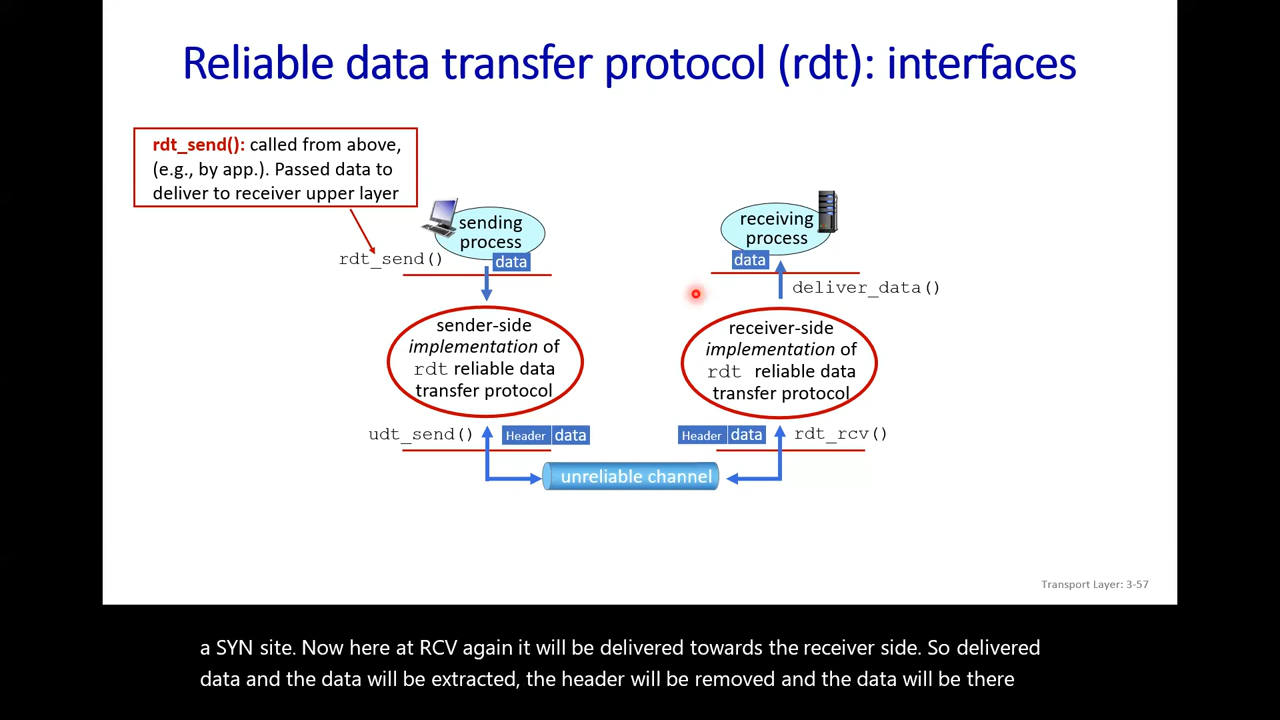 Reliable data transfer protocol (rdt): interfaces
rdt_send(): called from above,
(e.g., by app.). Passed data to
deliver to receiver upper layer
sending
process
rdt_send()
data
receiving
process
data
deliver_data()
sender-side
implementation of
rdt reliable data
transfer protocol
receiver-side
implementation of
rdt reliable data
transfer protocol
udt_send()
Header data
Header data
rdt_rcv()
unreliable channel
Transport Layer: 3-57
a SYN site. Now here at RCV again it will be delivered towards the receiver side. So delivered
data and the data will be extracted, the header will be removed and the data will be there